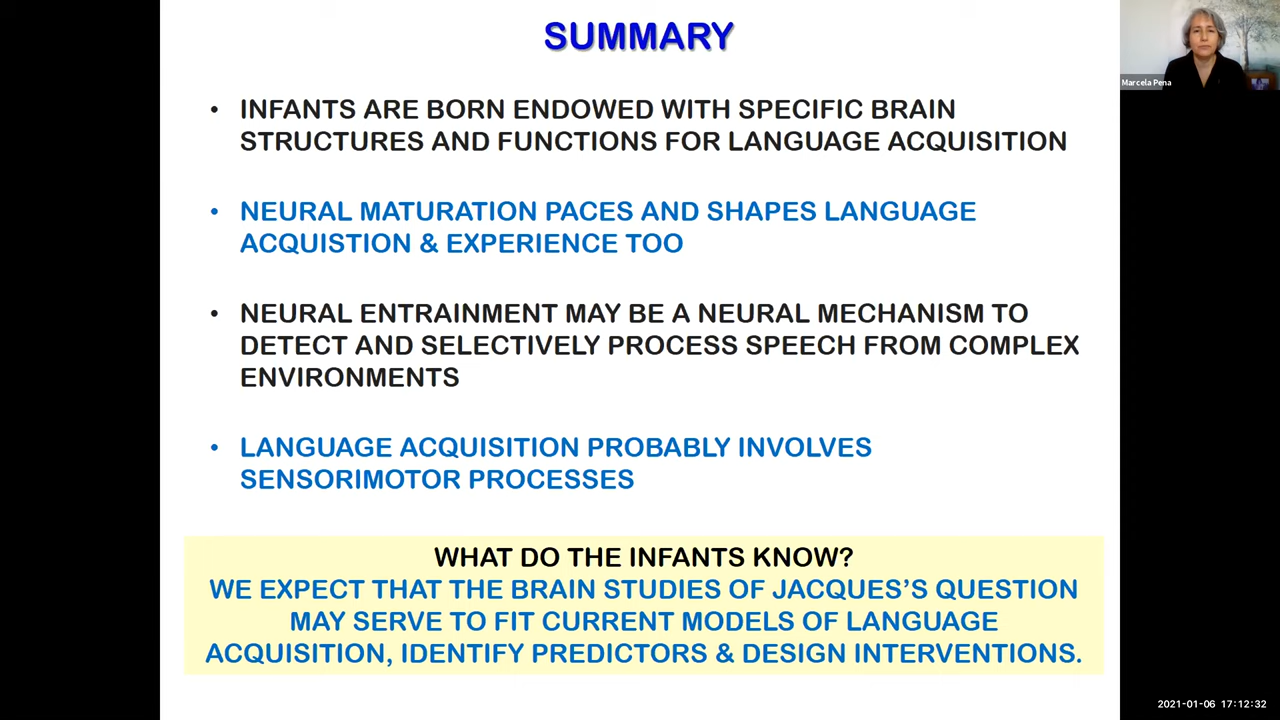 SUMMARY
Marcela Pena
• INFANTS ARE BORN ENDOWED WITH SPECIFIC BRAIN
STRUCTURES AND FUNCTIONS FOR LANGUAGE ACQUISITION
• NEURAL MATURATION PACES AND SHAPES LANGUAGE
ACQUISTION & EXPERIENCE TOO
• NEURAL ENTRAINMENT MAY BE A NEURAL MECHANISM TO
DETECT AND SELECTIVELY PROCESS SPEECH FROM COMPLEX
ENVIRONMENTS
• LANGUAGE ACQUISITION PROBABLY INVOLVES
SENSORIMOTOR PROCESSES
WHAT DO THE INFANTS KNOW?
WE EXPECT THAT THE BRAIN STUDIES OF JACQUES’S QUESTION
MAY SERVE TO FIT CURRENT MODELS OF LANGUAGE
ACQUISITION, IDENTIFY PREDICTORS & DESIGN INTERVENTIONS.
2021-01-06 17:12:32